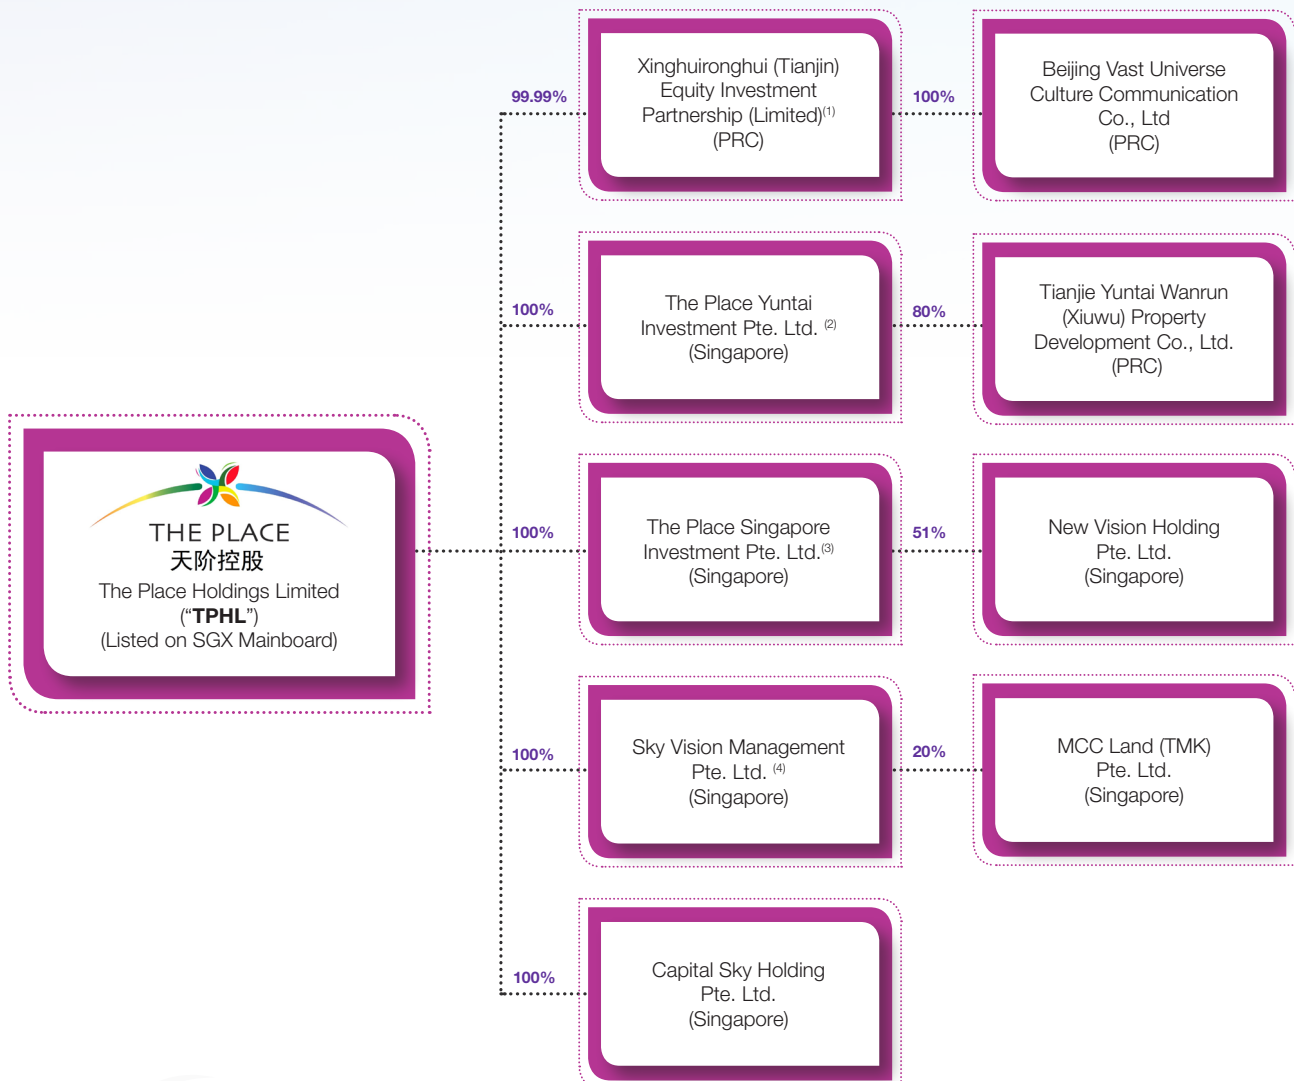 THE PLACE
天阶控股
The Place Holdings Limited
(“TPHL”)
(Listed on SGX Mainboard)
99.99%
Xinghuironghui (Tianjin)
Equity Investment
Partnership (Limited)(1)
(PRC)
100%
Beijing Vast Universe
Culture Communication
Co., Ltd
(PRC)
100%
The Place Yuntai
Investment Pte. Ltd. (2)
(Singapore)
80%
Tianjie Yuntai Wanrun
(Xiuwu) Property
Development Co., Ltd.
(PRC)
100%
The Place Singapore
Investment Pte. Ltd.(3)
(Singapore)
51%
New Vision Holding
Pte. Ltd.
(Singapore)
100%
Sky Vision Management
Pte. Ltd. (4)
(Singapore)
20%
MCC Land (TMK)
Pte. Ltd.
(Singapore)
100%
Capital Sky Holding
Pte. Ltd.
(Singapore)